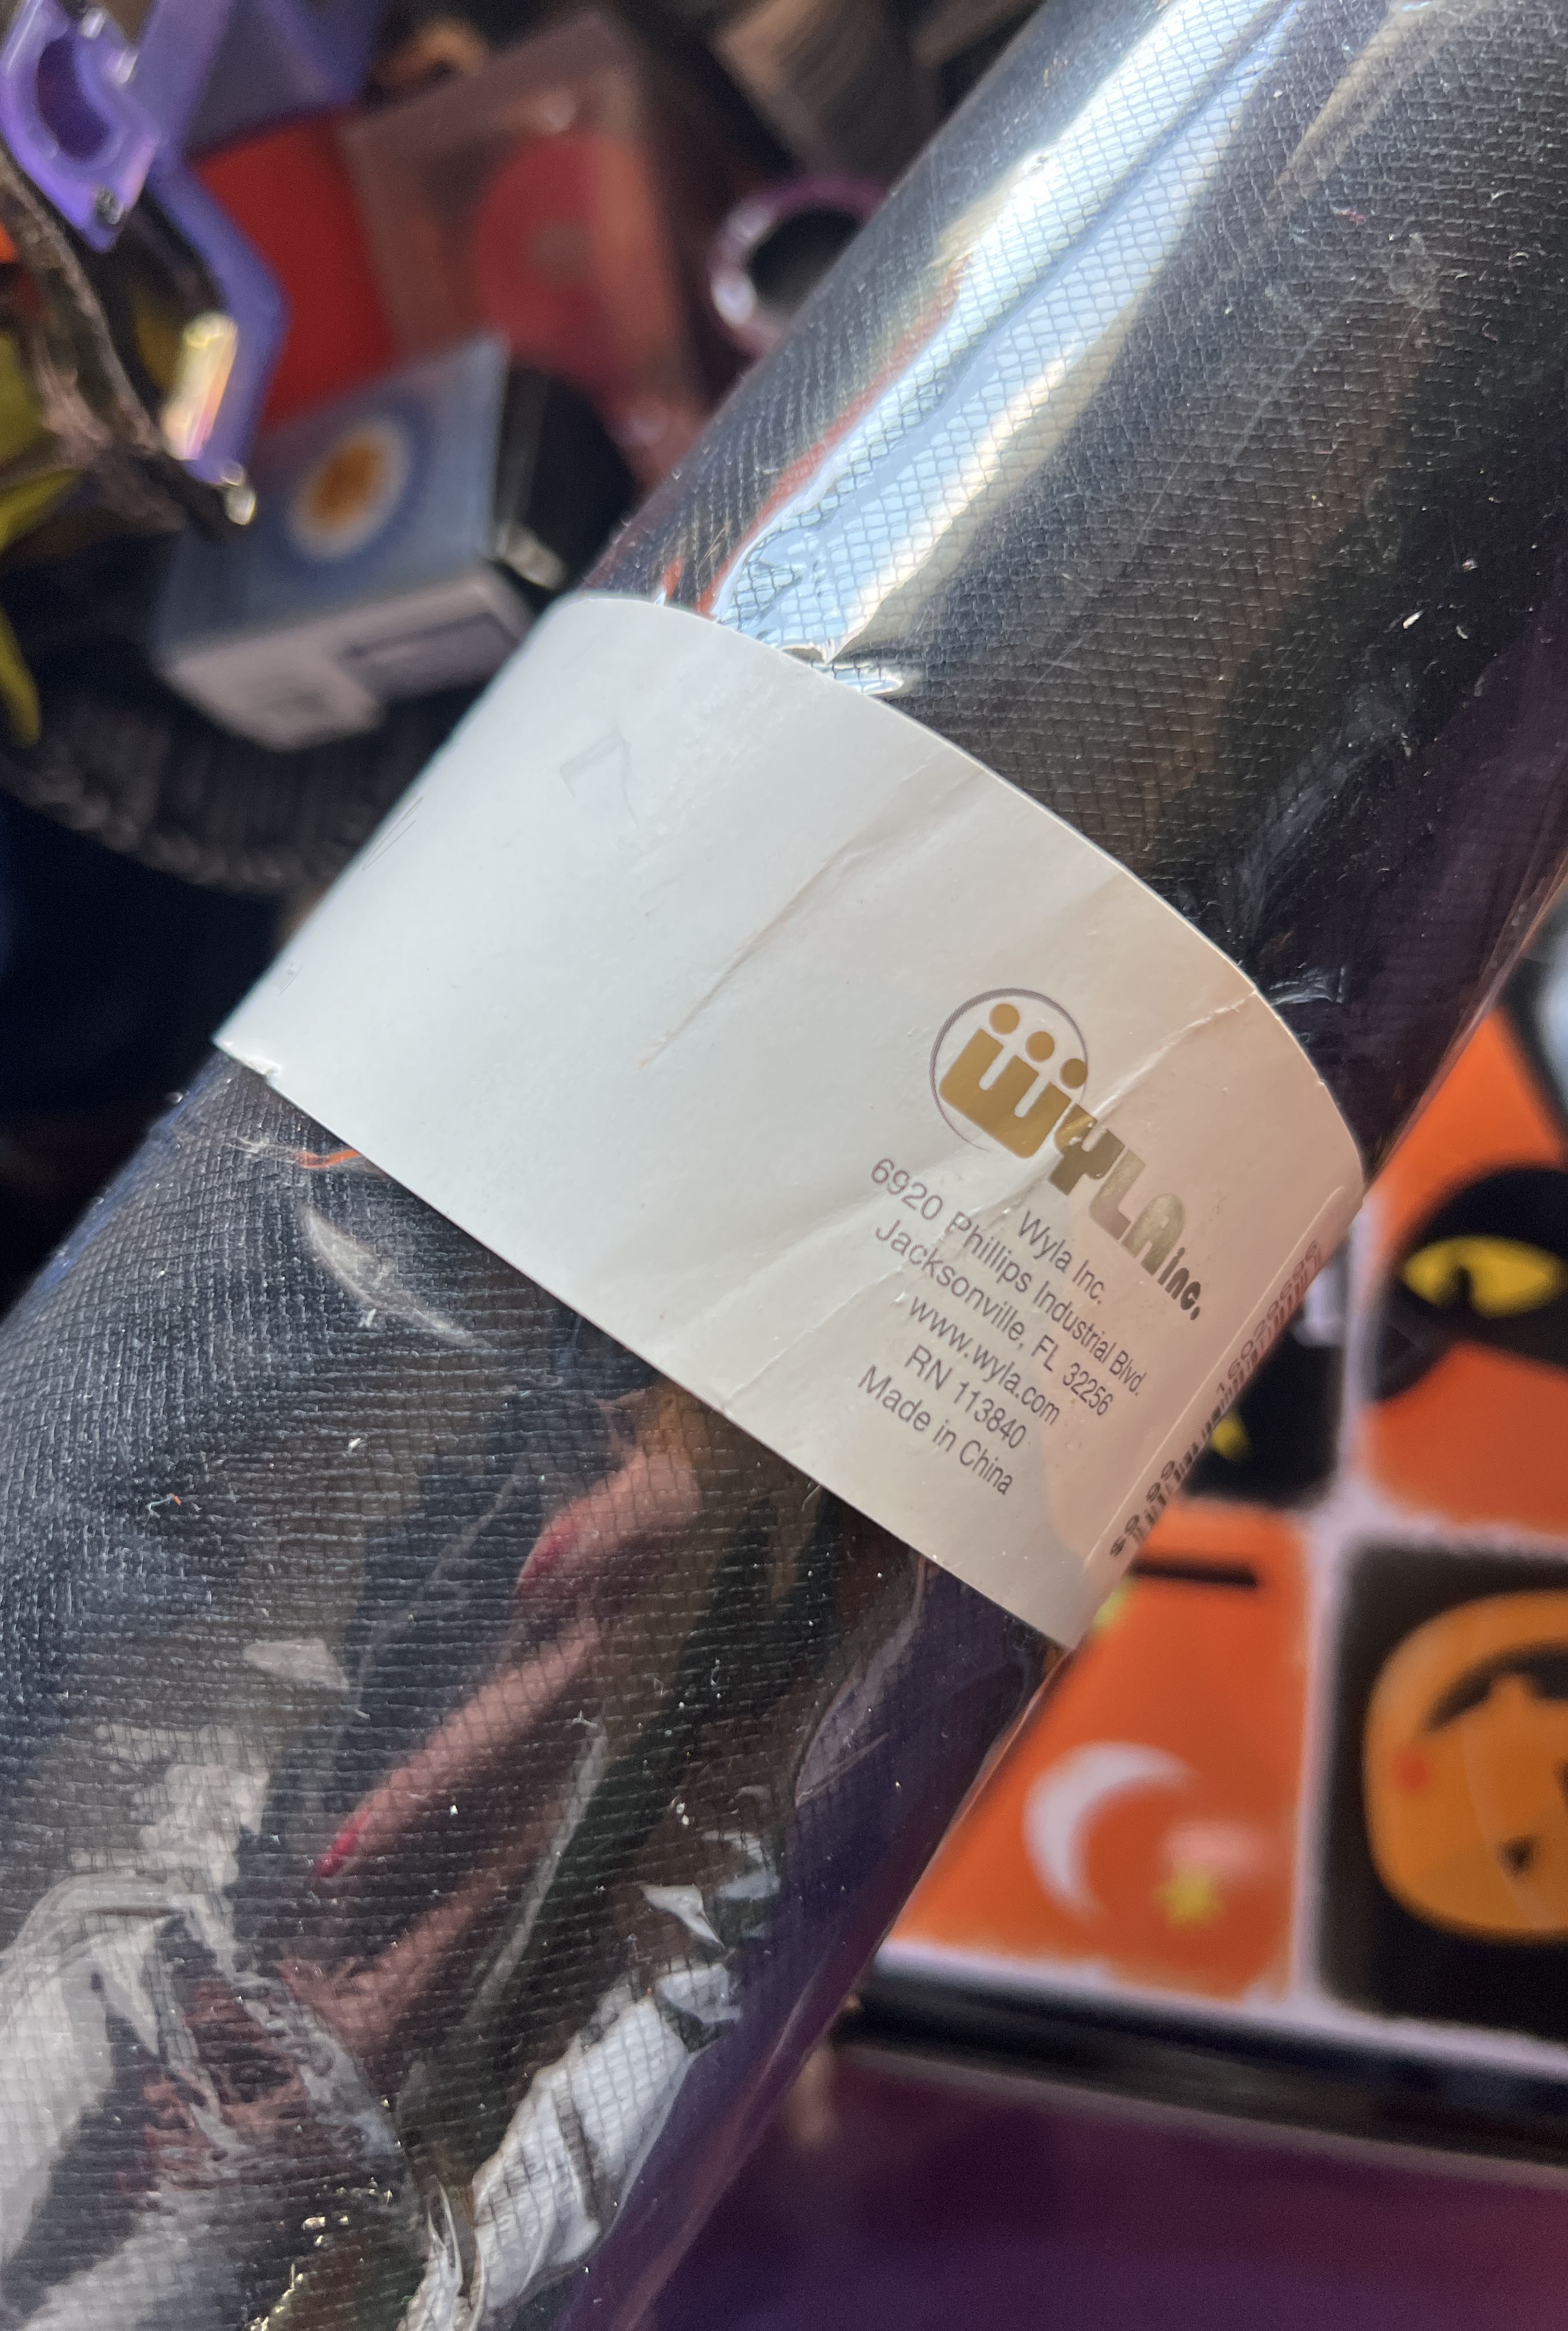 WYLA inc.
Wyla Inc.
6920 Phillips Industrial Blvd.
Jacksonville, FL 32256
www.wyla.com
RN 113840
Made in China